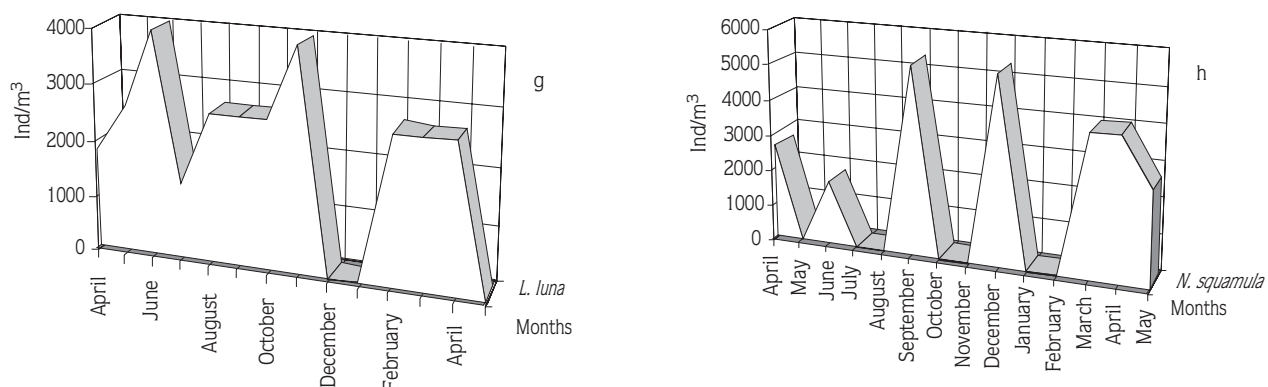 4000
3000
2000
1000
0
Ind/m³
g
April
June
August
October
December
February
April
L. luna
Months
6000
5000
4000
3000
2000
1000
0
Ind/m³
h
April
May
June
July
August
September
October
November
December
January
February
March
April
May
N. squamula
Months